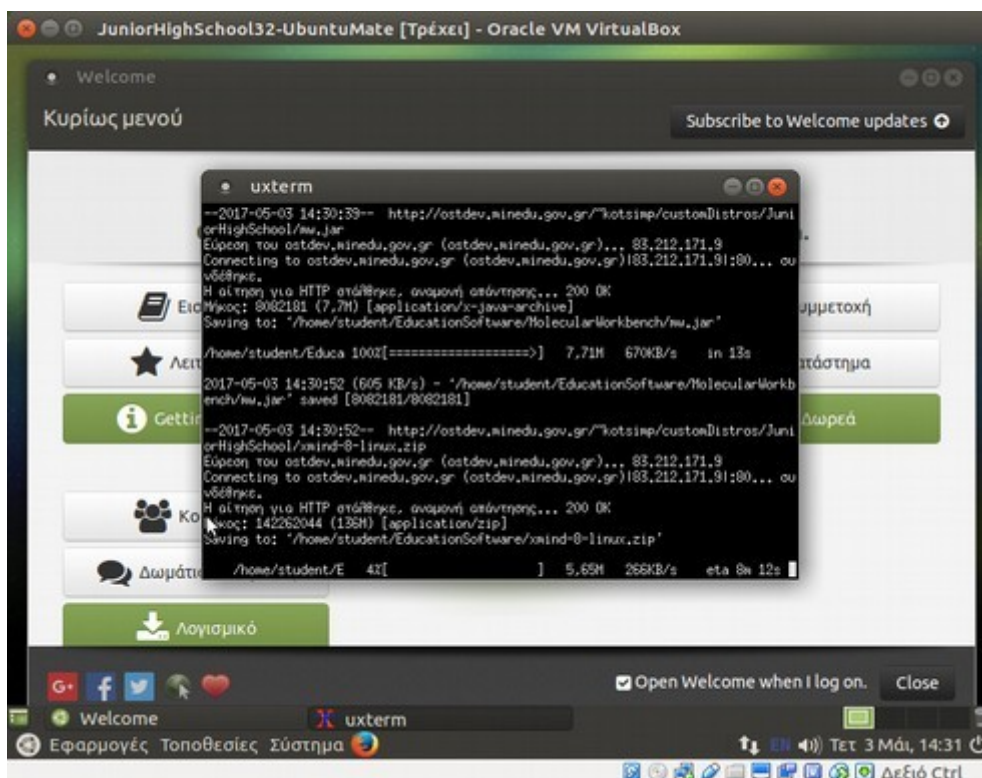 JuniorHighSchool32-UbuntuMate [Τρέχει] - Oracle VM VirtualBox
Welcome
Κυρίως μενού
Subscribe to Welcome updates
uxterm
--2017-05-03 14:30:39-- http://ostdev.minedu.gov.gr/~kotsimp/customDistros/Juni
orHighSchool/mw.jar
Εύρεση του ostdev.minedu.gov.gr (ostdev.minedu.gov.gr)... 83.212.171.9
Connecting to ostdev.minedu.gov.gr (ostdev.minedu.gov.gr)|83.212.171.9|:80... συ
νδέθηκε.
Η αίτηση για HTTP στάθηκε, αναμονή απάντησης... 200 OK
Μήκος: 8082181 (7,7M) [application/x-java-archive]
Saving to: '/home/student/EducationSoftware/MolecularWorkbench/mw.jar'
/home/student/Educa 100%[===================>] 7,71M 670KB/s in 13s
2017-05-03 14:30:52 (605 KB/s) - '/home/student/EducationSoftware/MolecularWorkb
ench/mw.jar' saved [8082181/8082181]
--2017-05-03 14:30:52-- http://ostdev.minedu.gov.gr/~kotsimp/customDistros/Juni
orHighSchool/xmind-8-linux.zip
Εύρεση του ostdev.minedu.gov.gr (ostdev.minedu.gov.gr)... 83.212.171.9
Connecting to ostdev.minedu.gov.gr (ostdev.minedu.gov.gr)|83.212.171.9|:80... συ
νδέθηκε.
Η αίτηση για HTTP στάθηκε, αναμονή απάντησης... 200 OK
Μήκος: 142262044 (136M) [application/zip]
Saving to: '/home/student/EducationSoftware/xmind-8-linux.zip'
/home/student/E 4%[ ] 5,65M 266KB/s eta 8m 12s
Εισ
υμμετοχή
Λειτ
ατάστημα
Gettin
Δωρεά
Κο
Δωμάτι
Λογισμικό
G+
Open Welcome when I log on.
Close
Welcome
uxterm
Εφαρμογές Τοποθεσίες Σύστημα
EN
Τετ 3 Μάι, 14:31
Δεξιό Ctrl